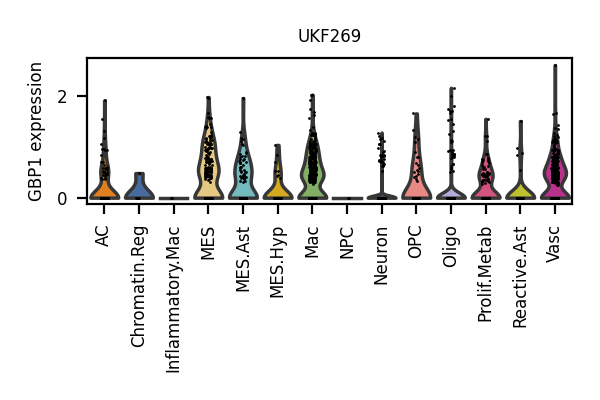 UKF269
GBP1 expression
2
0
AC
Chromatin.Reg
Inflammatory.Mac
MES
MES.Ast
MES.Hyp
Mac
NPC
Neuron
OPC
Oligo
Prolif.Metab
Reactive.Ast
Vasc